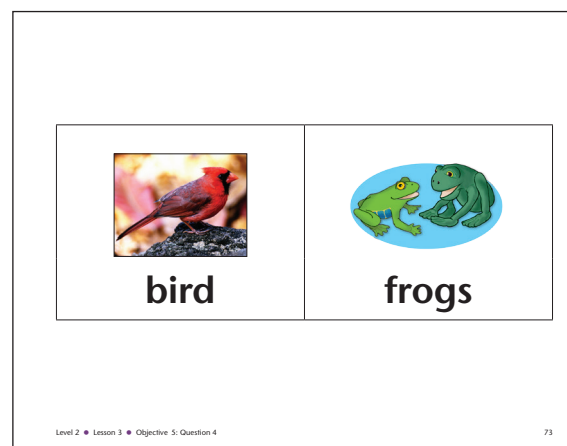 bird
frogs
Level 2 • Lesson 3 • Objective 5: Question 4
73